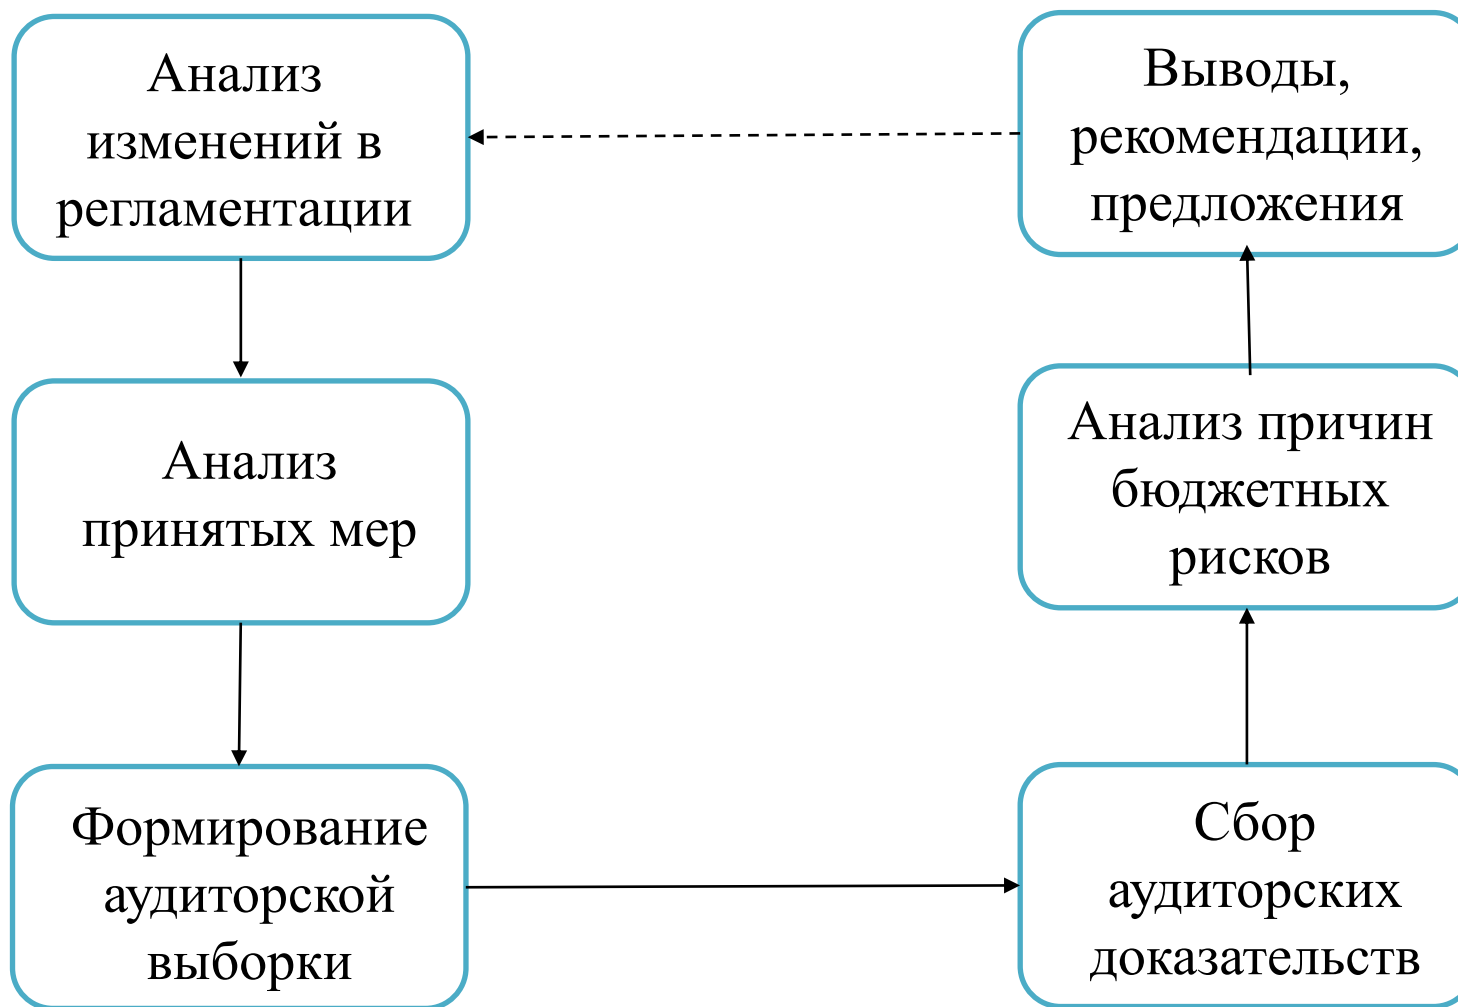 Анализ
изменений в
регламентации
Анализ
принятых мер
Формирование
аудиторской
выборки
Сбор
аудиторских
доказательств
Анализ причин
бюджетных
рисков
Выводы,
рекомендации,
предложения